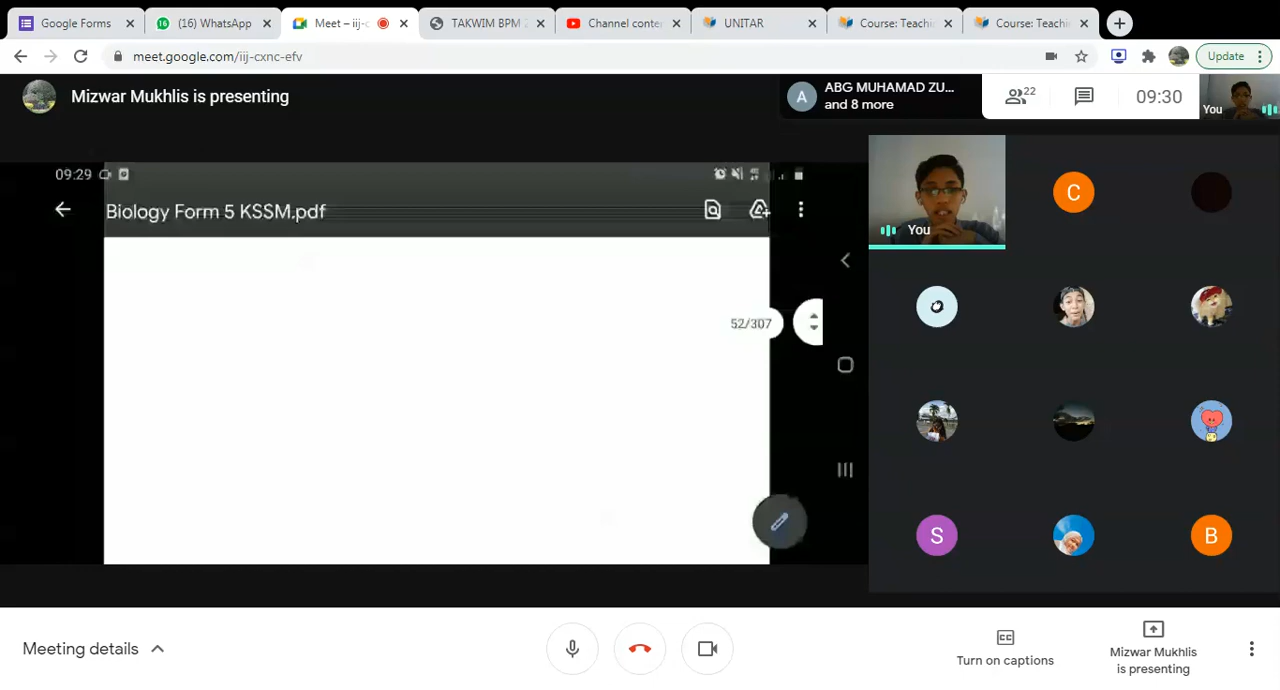 Google Forms
(16) WhatsApp
Meet – iij-c
TAKWIM BPM 2
Channel conte
UNITAR
Course: Teachi
Course: Teachi
meet.google.com/iij-cxnc-efv
Update
Mizwar Mukhlis is presenting
A
ABG MUHAMAD ZU...
and 8 more
22
09:30
You
09:29
Biology Form 5 KSSM.pdf
52/307
You
C
S
B
Meeting details
CC
Turn on captions
Mizwar Mukhlis
is presenting